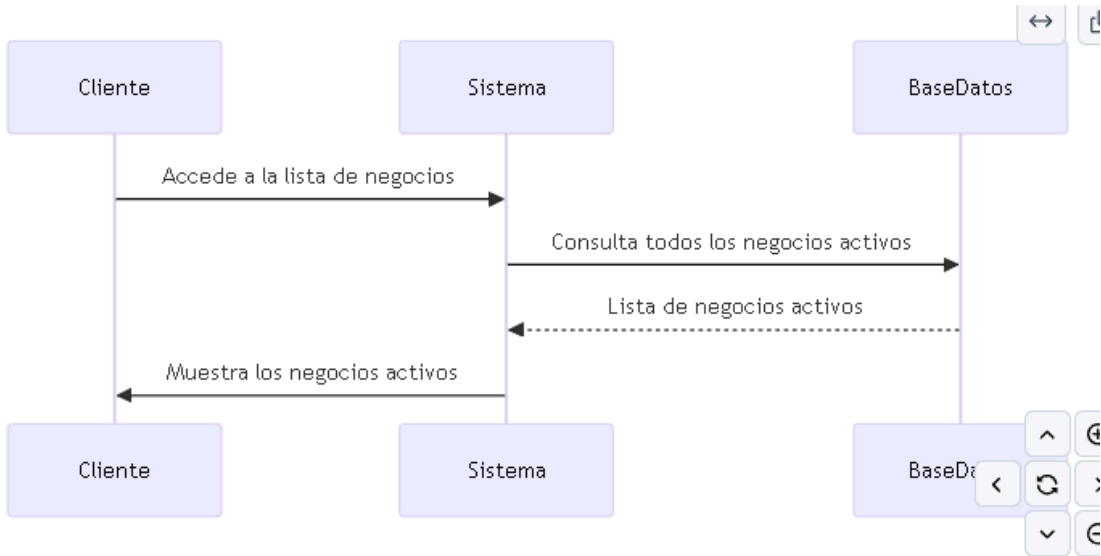 Cliente
Sistema
BaseDatos
Accede a la lista de negocios
Consulta todos los negocios activos
Lista de negocios activos
Muestra los negocios activos
Cliente
Sistema